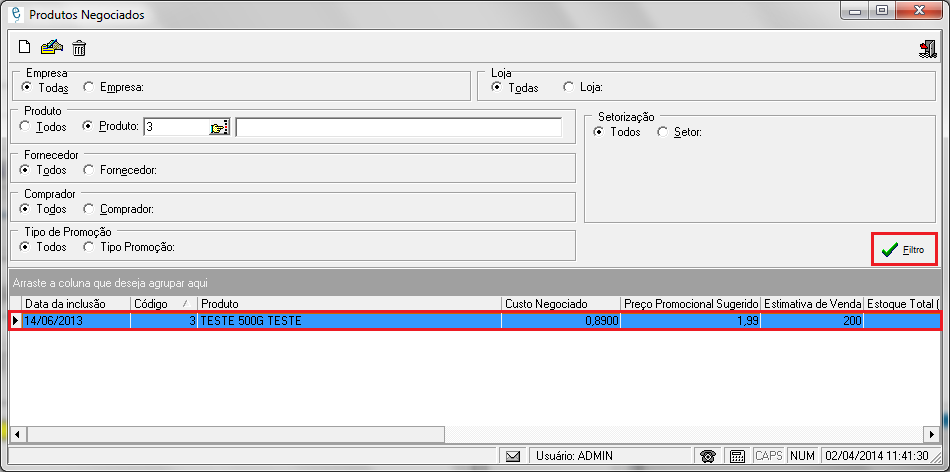 Produtos Negociados
Empresa
Todas Empresa:
Loja
Todas Loja:
Produto
Todos Produto: 3
Setorização
Todos Setor:
Fornecedor
Todos Fornecedor:
Comprador
Todos Comprador:
Tipo de Promoção
Todos Tipo Promoção:
Filtro
Arraste a coluna que deseja agrupar aqui
Data da inclusão Código Produto Custo Negociado Preço Promocional Sugerido Estimativa de Venda Estoque Total (
14/06/2013 3 TESTE 500G TESTE 0,8900 1,99 200
Usuário: ADMIN CAPS NUM 02/04/2014 11:41:30